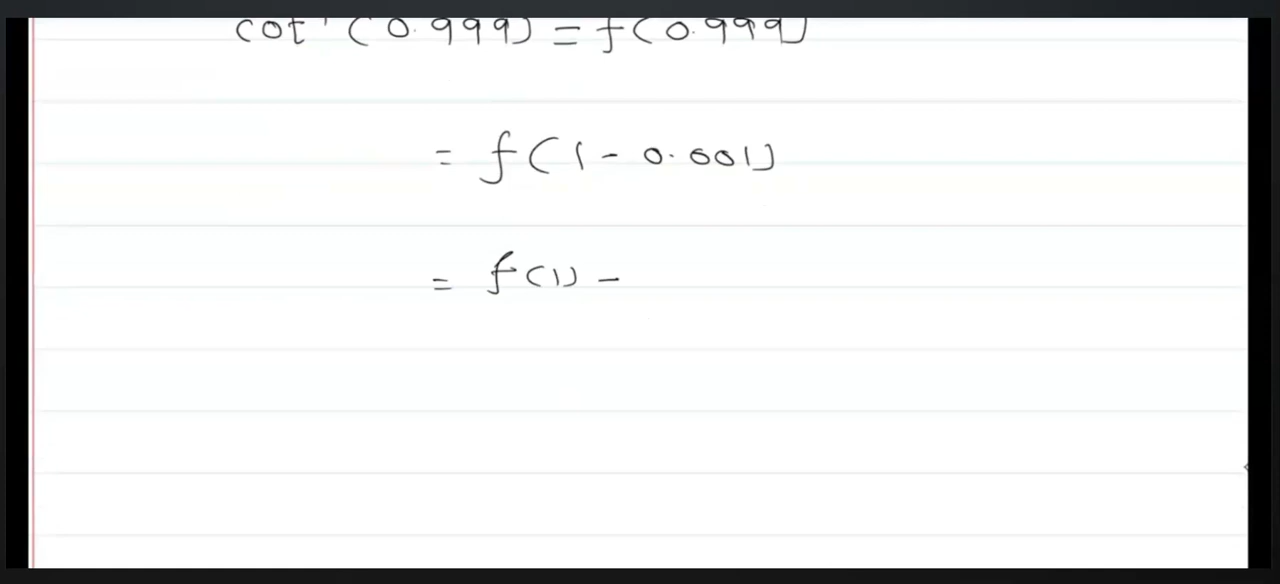 cot⁻¹ (0.999) = f(0.999)
= f(1 - 0.001)
= f(1) -